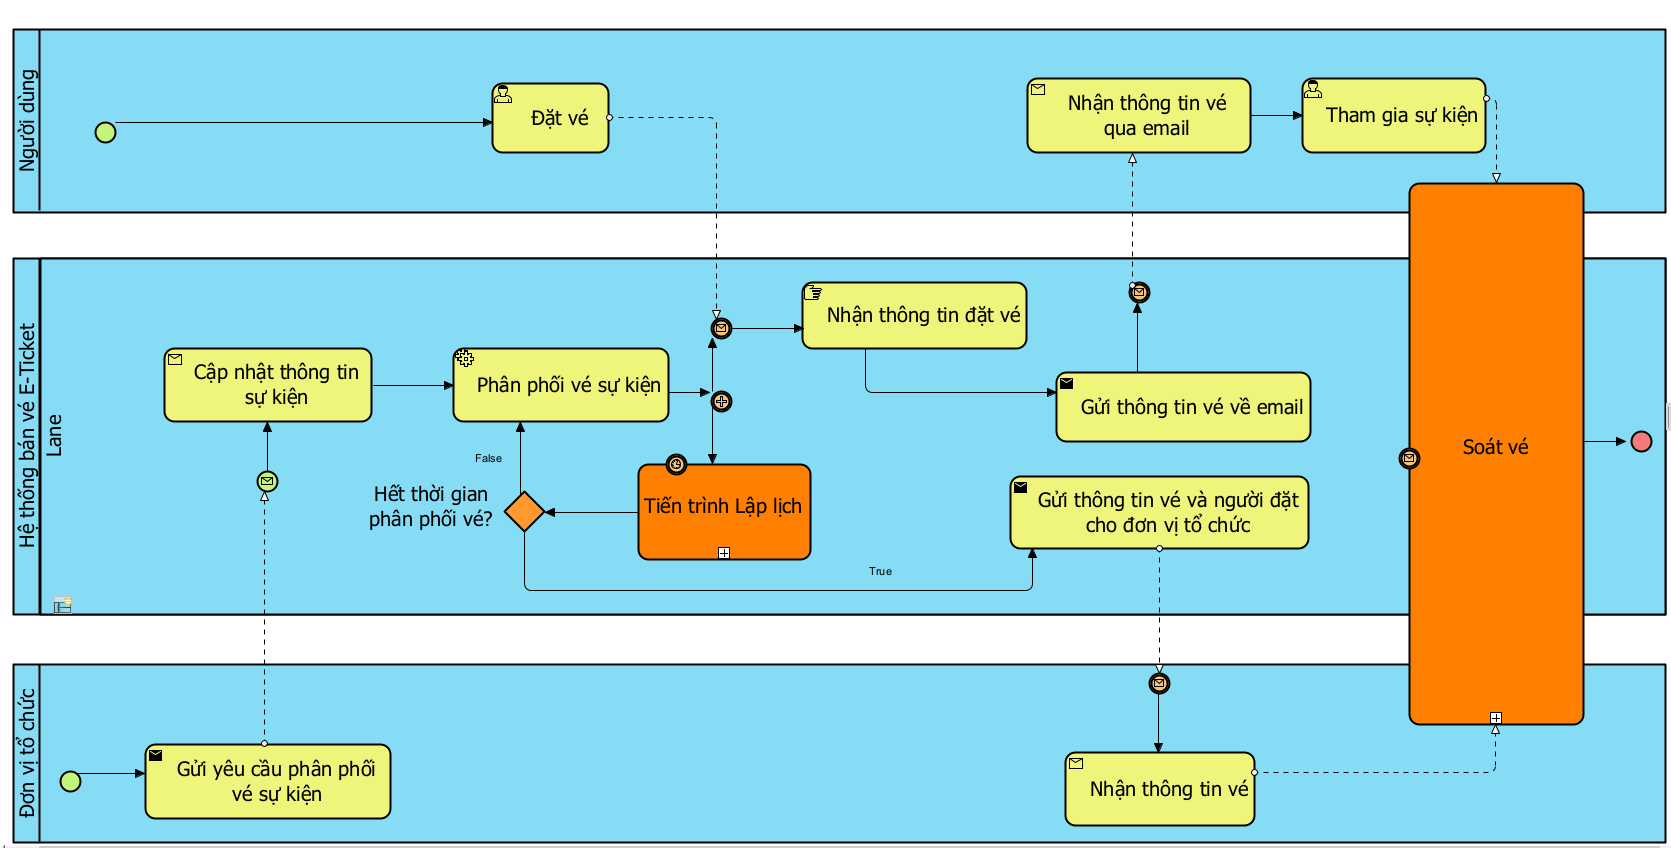 Người dùng
Đặt vé
Nhận thông tin vé
qua email
Tham gia sự kiện
Hệ thống bán vé E-Ticket
Lane
Cập nhật thông tin
sự kiện
Phân phối vé sự kiện
Nhận thông tin đặt vé
Gửi thông tin vé về email
Soát vé
False
Hết thời gian
phân phối vé?
Tiến trình Lập lịch
Gửi thông tin vé và người đặt
cho đơn vị tổ chức
True
Đơn vị tổ chức
Gửi yêu cầu phân phối
vé sự kiện
Nhận thông tin vé